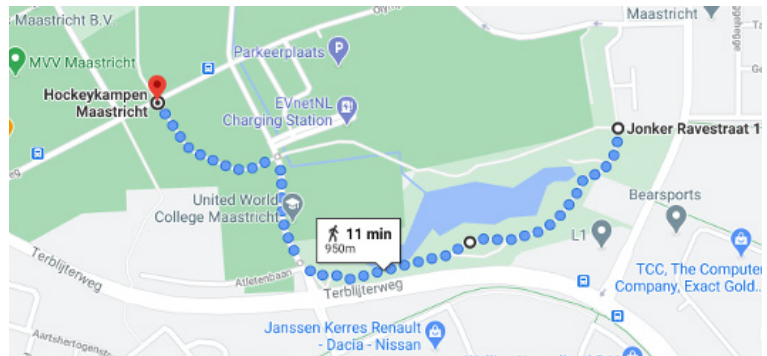 Maastricht B.V.
Maastricht
MVV Maastricht
Parkeerplaats
P
Hockeykampen
Maastricht
EVnetNL
Charging Station
Jonker Ravestraat 1
United World
College Maastricht
Bearsports
11 min
950m
L1
Atletenbaan
Terblijterweg
Terblijterweg
TCC, The Computer
Company, Exact Gold...
Janssen Kerres Renault
- Dacia - Nissan